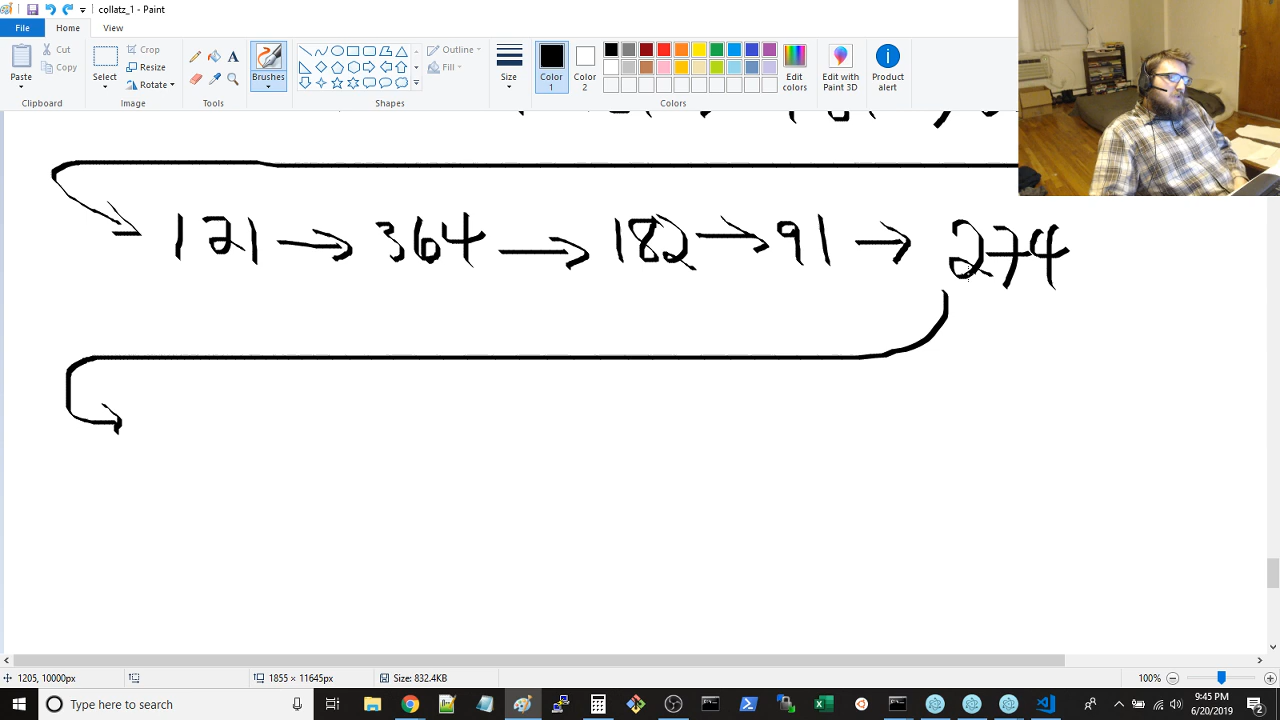 collatz_1 - Paint
File Home View
Paste Cut Copy Clipboard
Select Crop Resize Rotate Image
A Tools
Brushes
Shapes Outline Fill
Size
Color 1 Color 2 Edit colors Colors
Edit with Paint 3D
Product alert
i
121 → 364 → 182 → 91 → 274
1205, 10000px 1855 × 11645px Size: 832.4KB 100%
Type here to search
9:45 PM
6/20/2019
2